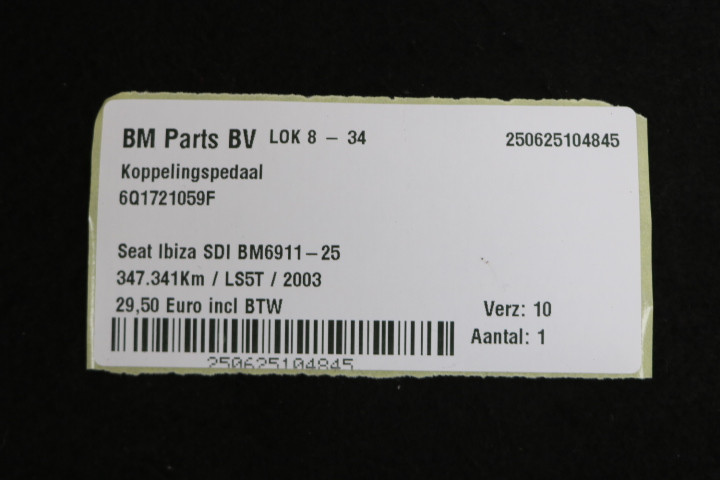 BM Parts BV LOK 8 - 34 250625104845
Koppelingspedaal
6Q1721059F
Seat Ibiza SDI BM6911-25
347.341Km / LS5T / 2003
29,50 Euro incl BTW Verz: 10
Aantal: 1
250625104845